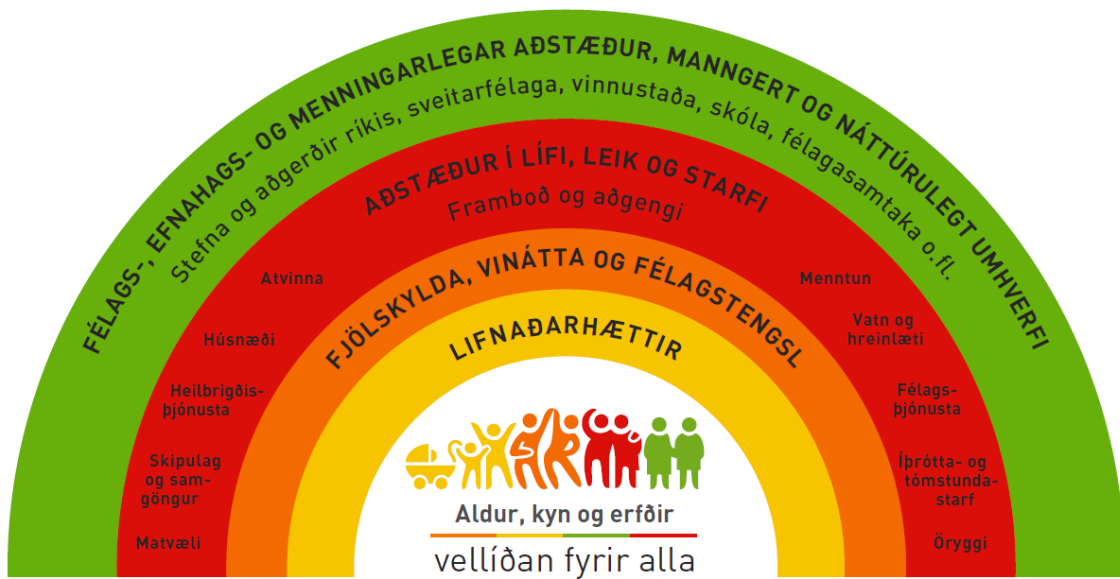 FÉLAGS-, EFNAHAGS- OG MENNINGARLEGAR AÐSTÆÐUR, MANNGERT OG NÁTTÚRULEGT UMHVERFI
Stefna og aðgerðir ríkis, sveitarfélaga, vinnustaða, skóla, félagasamtaka o.fl.
AÐSTÆÐUR Í LÍFI, LEIK OG STARFI
Framboð og aðgengi
Atvinna
Húsnæði
Heilbrigðis-
þjónusta
Skipulag
og sam-
göngur
Matvæli
Menntun
Vatn og
hreinlæti
Félags-
þjónusta
Íþrótta- og
tómstunda-
starf
Öryggi
FJÖLSKYLDA, VINÁTTA OG FÉLAGSTENGSL
LIFNAÐARHÆTTIR
Aldur, kyn og erfðir
vellíðan fyrir alla